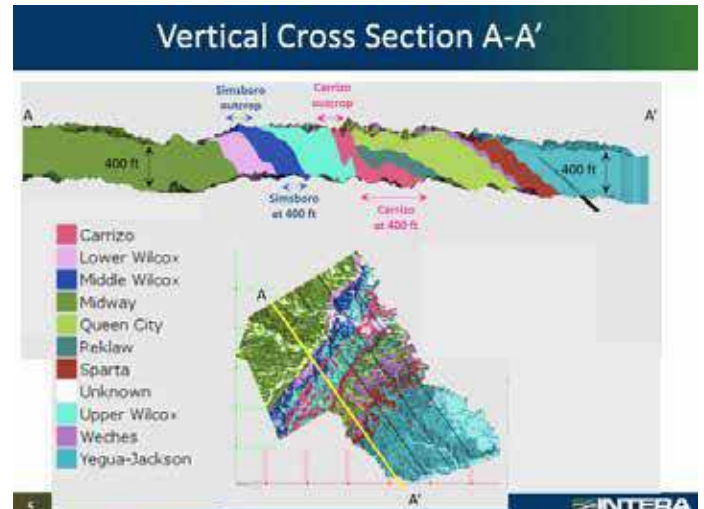 Vertical Cross Section A-A’
Simsboro
outcrop
Carrizo
outcrop
A
A’
400 ft
400 ft
Simsboro
at 400 ft
Carrizo
at 400 ft
Carrizo
Lower Wilcox
Middle Wilcox
Midway
Queen City
Reklaw
Sparta
Unknown
Upper Wilcox
Weches
Yegua-Jackson
A
A’
5
INTERA